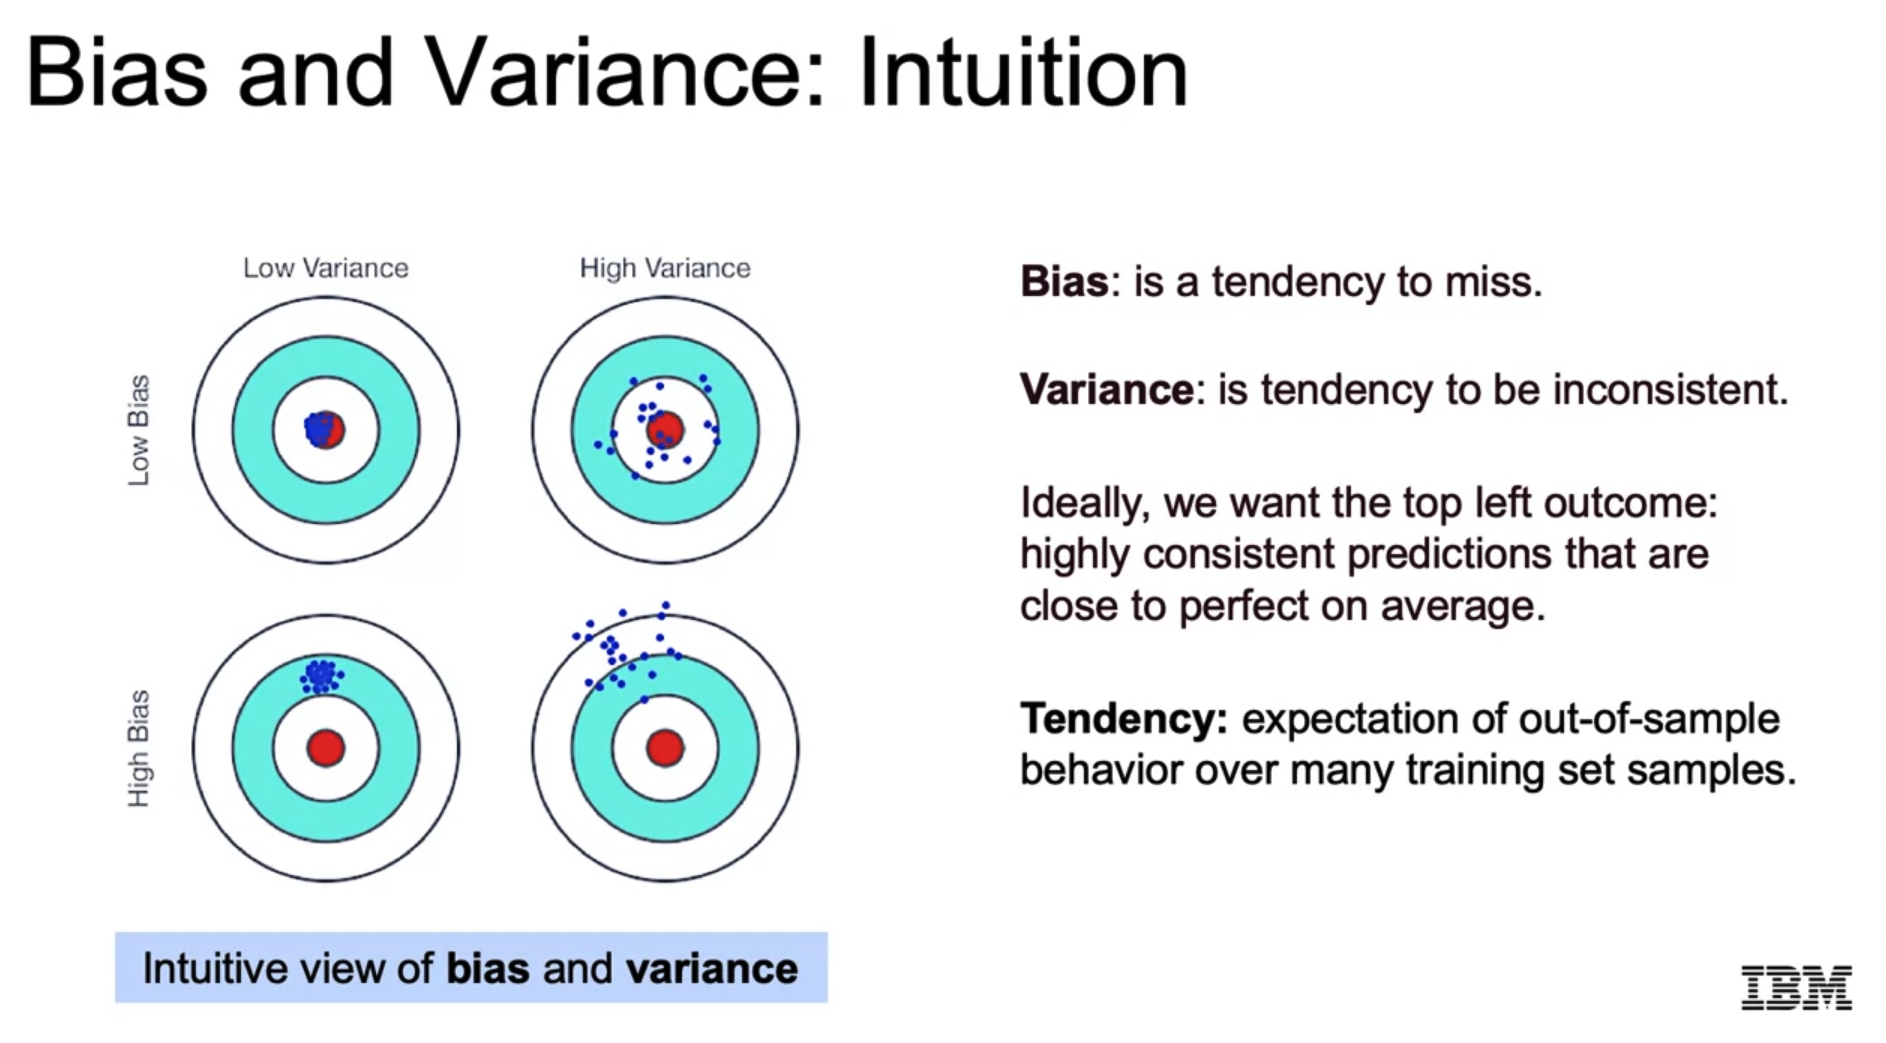 Bias and Variance: Intuition
Low Variance
High Variance
Low Bias
High Bias
Intuitive view of bias and variance
Bias: is a tendency to miss.
Variance: is tendency to be inconsistent.
Ideally, we want the top left outcome:
highly consistent predictions that are
close to perfect on average.
Tendency: expectation of out-of-sample
behavior over many training set samples.
IBM